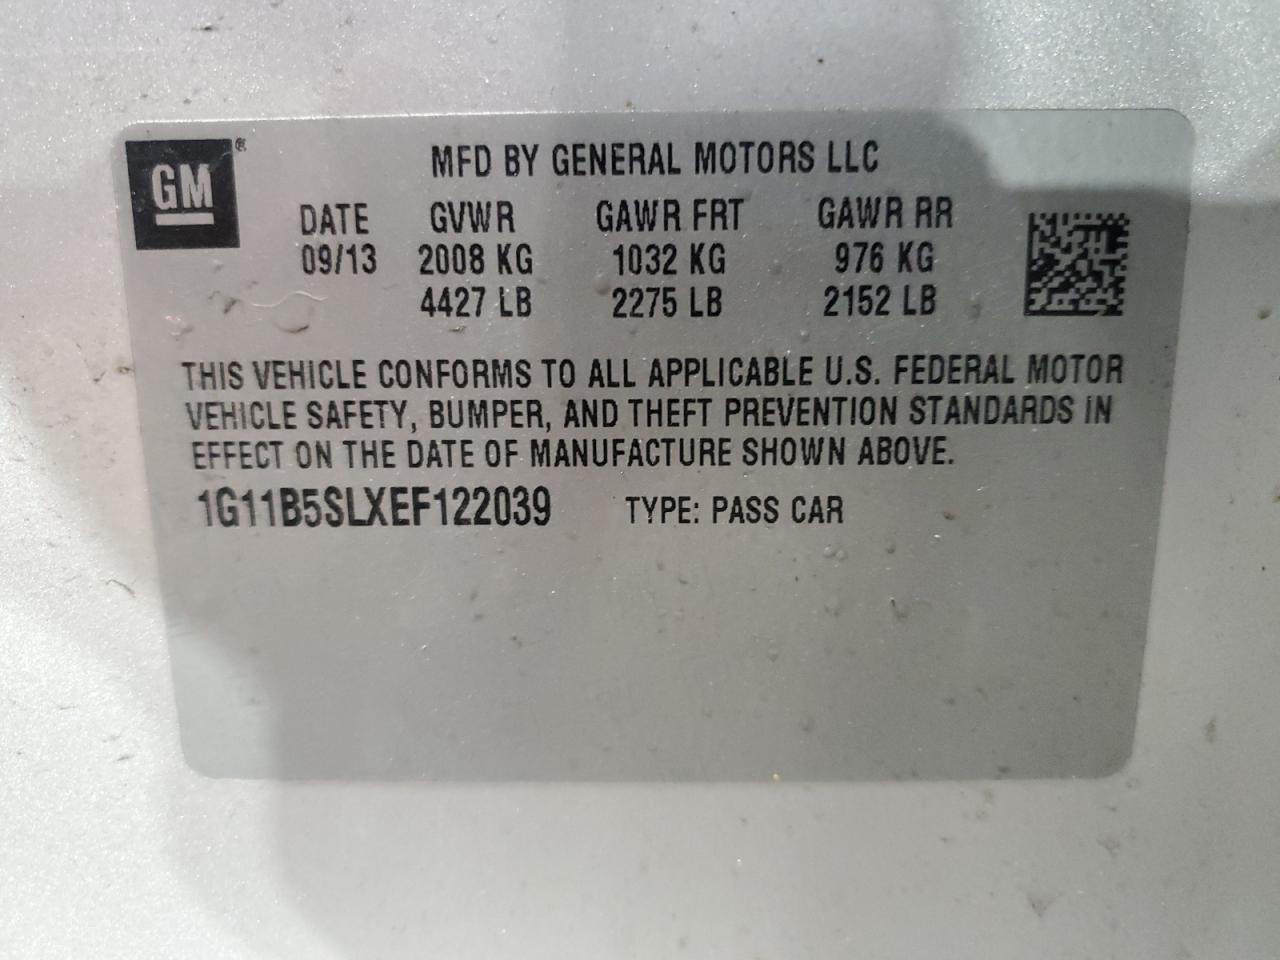 GM®
MFD BY GENERAL MOTORS LLC
DATE GVWR GAWR FRT GAWR RR
09/13 2008 KG 1032 KG 976 KG
4427 LB 2275 LB 2152 LB
THIS VEHICLE CONFORMS TO ALL APPLICABLE U.S. FEDERAL MOTOR
VEHICLE SAFETY, BUMPER, AND THEFT PREVENTION STANDARDS IN
EFFECT ON THE DATE OF MANUFACTURE SHOWN ABOVE.
1G11B5SLXEF122039 TYPE: PASS CAR